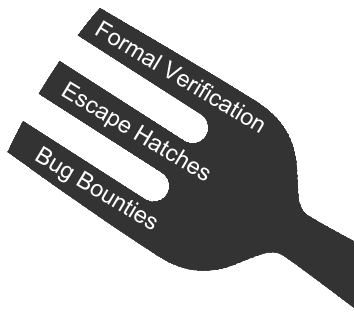 Formal Verification
Escape Hatches
Bug Bounties